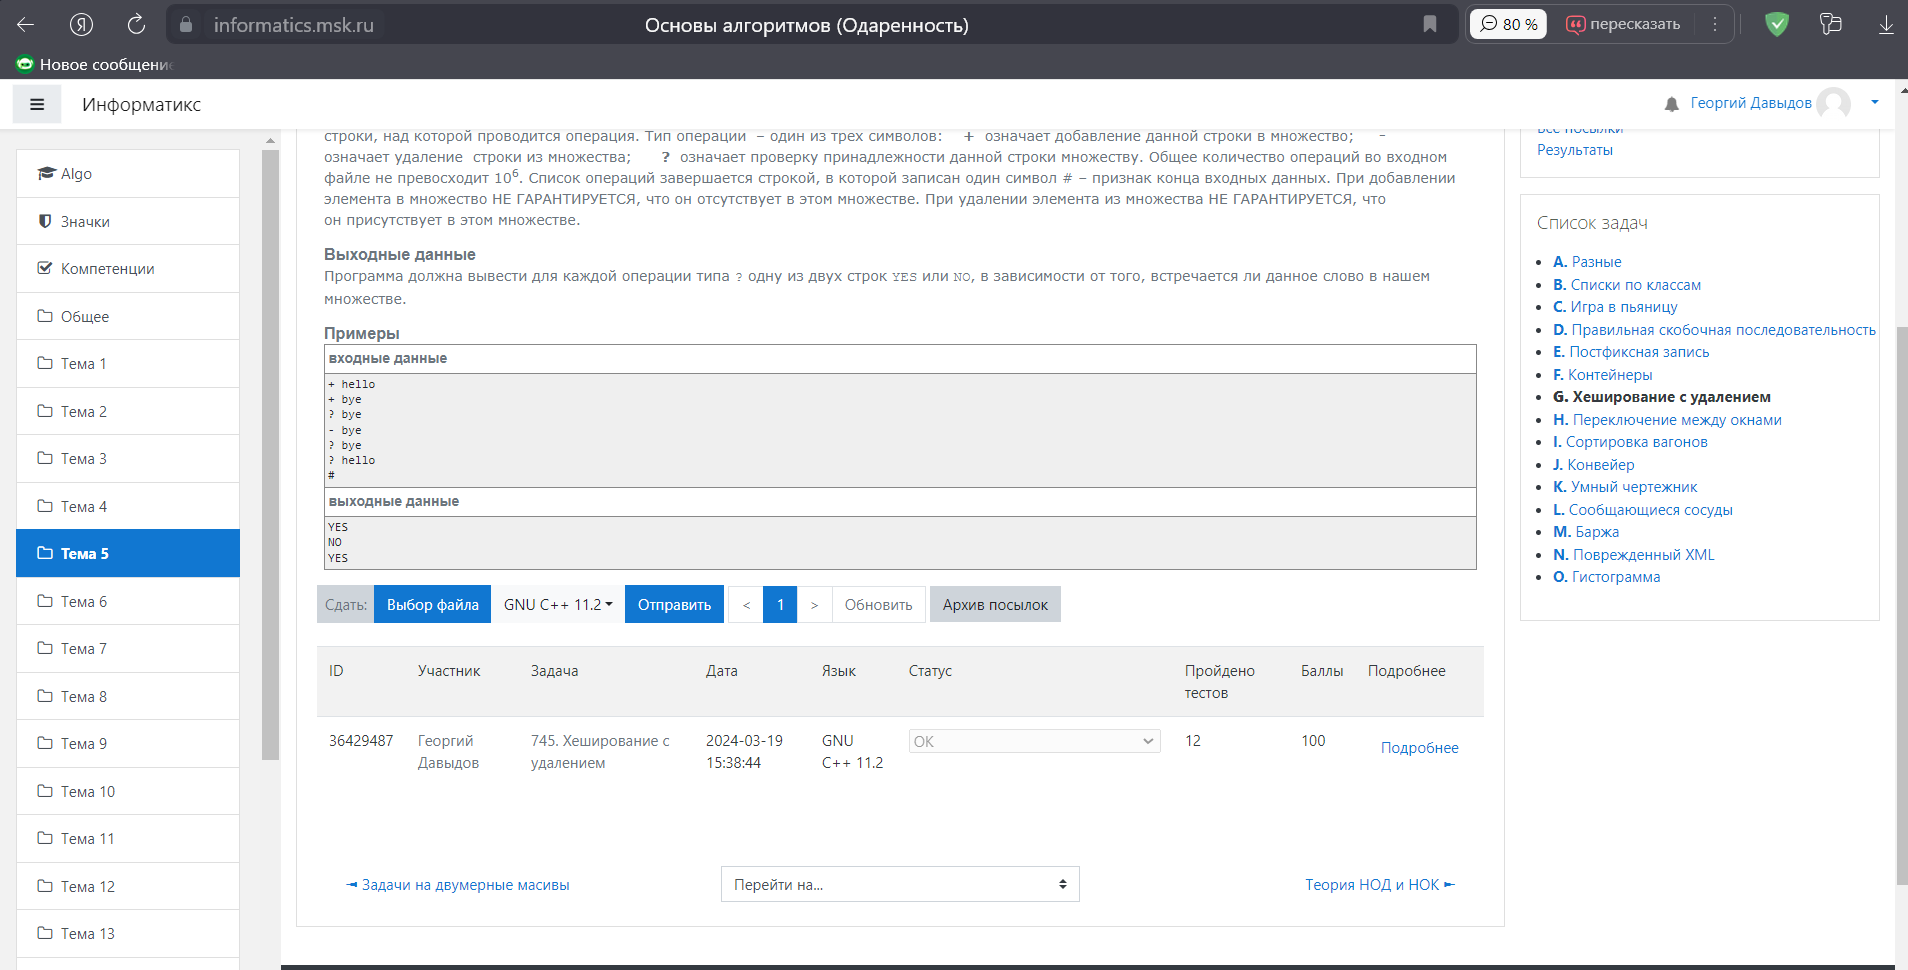 informatics.msk.ru
Основы алгоритмов (Одаренность)
80 %
пересказать
Новое сообщение
Информатикс
Георгий Давыдов
Algo
Значки
Компетенции
Общее
Тема 1
Тема 2
Тема 3
Тема 4
Тема 5
Тема 6
Тема 7
Тема 8
Тема 9
Тема 10
Тема 11
Тема 12
Тема 13
строки, над которой проводится операция. Тип операции – один из трех символов: + означает добавление данной строки в множество; -
означает удаление строки из множества; ? означает проверку принадлежности данной строки множеству. Общее количество операций во входном
файле не превосходит 10⁶. Список операций завершается строкой, в которой записан один символ # – признак конца входных данных. При добавлении
элемента в множество НЕ ГАРАНТИРУЕТСЯ, что он отсутствует в этом множестве. При удалении элемента из множества НЕ ГАРАНТИРУЕТСЯ, что
он присутствует в этом множестве.
Выходные данные
Программа должна вывести для каждой операции типа ? одну из двух строк YES или NO, в зависимости от того, встречается ли данное слово в нашем
множестве.
Примеры
входные данные
+ hello
+ bye
? bye
- bye
? bye
? hello
#
выходные данные
YES
NO
YES
Сдать: Выбор файла GNU C++ 11.2 Отправить < 1 > Обновить Архив посылок
ID Участник Задача Дата Язык Статус Пройдено тестов Баллы Подробнее
36429487 Георгий Давыдов 745. Хеширование с удалением 2024-03-19 15:38:44 GNU C++ 11.2 OK 12 100 Подробнее
◄ Задачи на двумерные масивы
Перейти на...
Теория НОД и НОК ►
Все посылки
Результаты
Список задач
A. Разные
B. Списки по классам
C. Игра в пьяницу
D. Правильная скобочная последовательность
E. Постфиксная запись
F. Контейнеры
G. Хеширование с удалением
H. Переключение между окнами
I. Сортировка вагонов
J. Конвейер
K. Умный чертежник
L. Сообщающиеся сосуды
M. Баржа
N. Поврежденный XML
O. Гистограмма